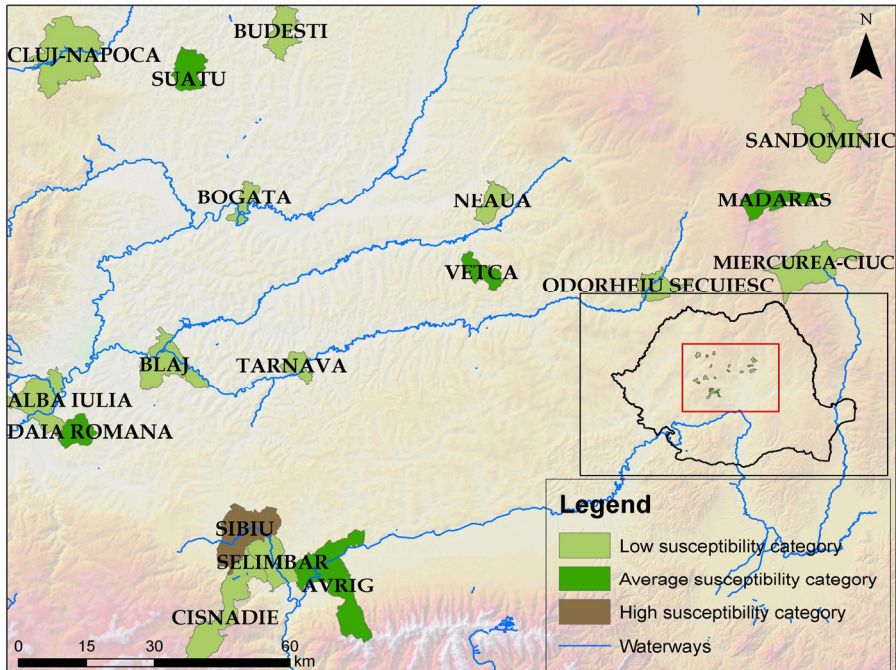 BUDESTI
N
CLUJ-NAPOCA
SUATU
SANDOMINIC
BOGATA
NEAUA
MADARAS
VETCA
MIERCUREA-CIUC
ODORHEIU SECUIESC
BLAJ
TARNAVA
ALBA IULIA
DAIA ROMANA
SIBIU
SELIMBAR
AVRIG
CISNADIE
Legend
Low susceptibility category
Average susceptibility category
High susceptibility category
Waterways
0 15 30 60
km